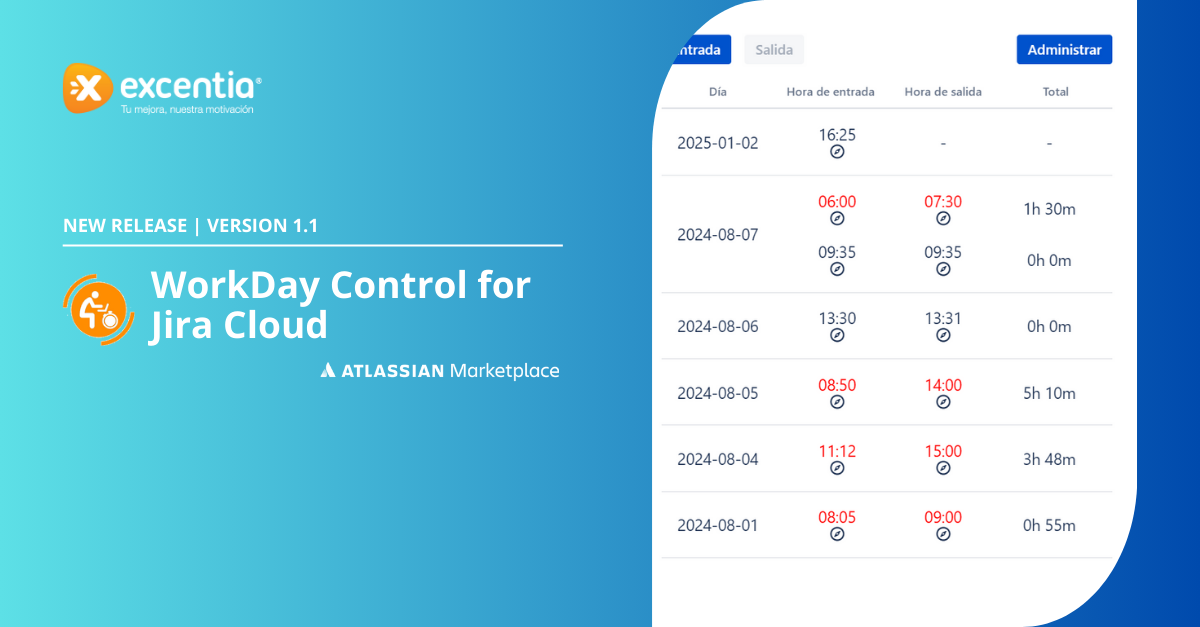 excentia®
Tu mejora, nuestra motivación
NEW RELEASE | VERSION 1.1
WorkDay Control for
Jira Cloud
ATLASSIAN Marketplace
ntrada Salida Administrar
Día Hora de entrada Hora de salida Total
2025-01-02 16:25 - -
2024-08-07 06:00 07:30 1h 30m
09:35 09:35 0h 0m
2024-08-06 13:30 13:31 0h 0m
2024-08-05 08:50 14:00 5h 10m
2024-08-04 11:12 15:00 3h 48m
2024-08-01 08:05 09:00 0h 55m